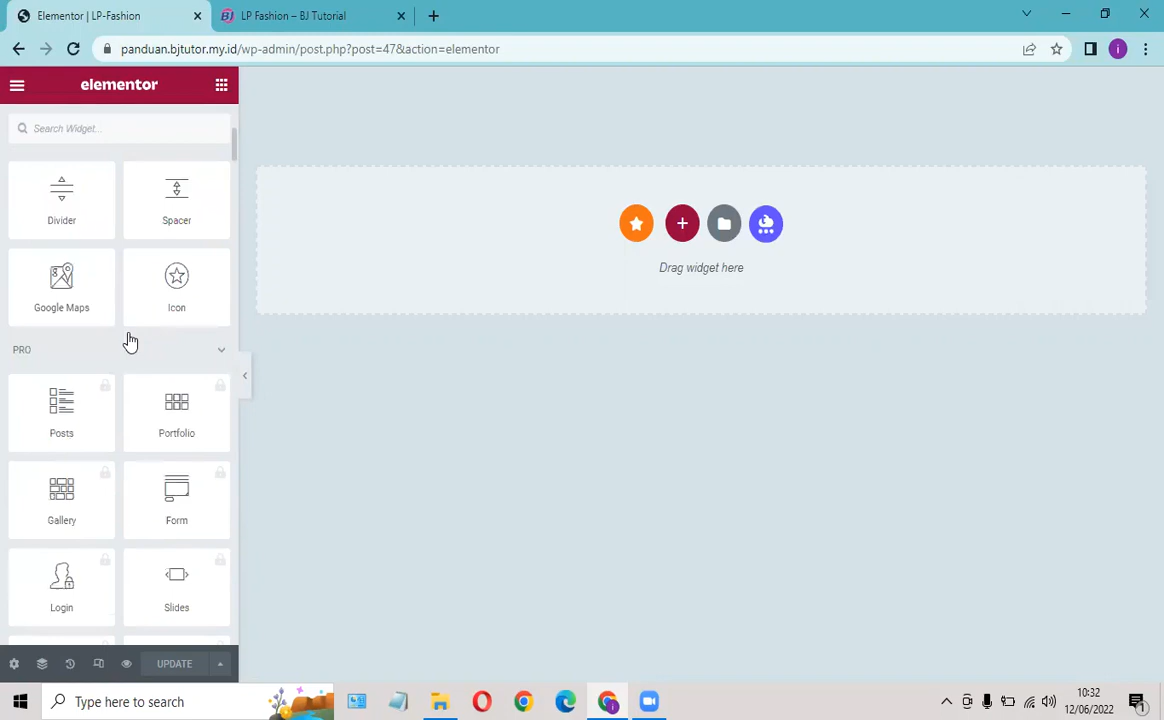 Elementor | LP-Fashion
LP Fashion – BJ Tutorial
panduan.bjtutor.my.id/wp-admin/post.php?post=47&action=elementor
i
elementor
Search Widget...
Divider
Spacer
Google Maps
Icon
PRO
Posts
Portfolio
Gallery
Form
Login
Slides
UPDATE
Drag widget here
Type here to search
10:32
12/06/2022
1